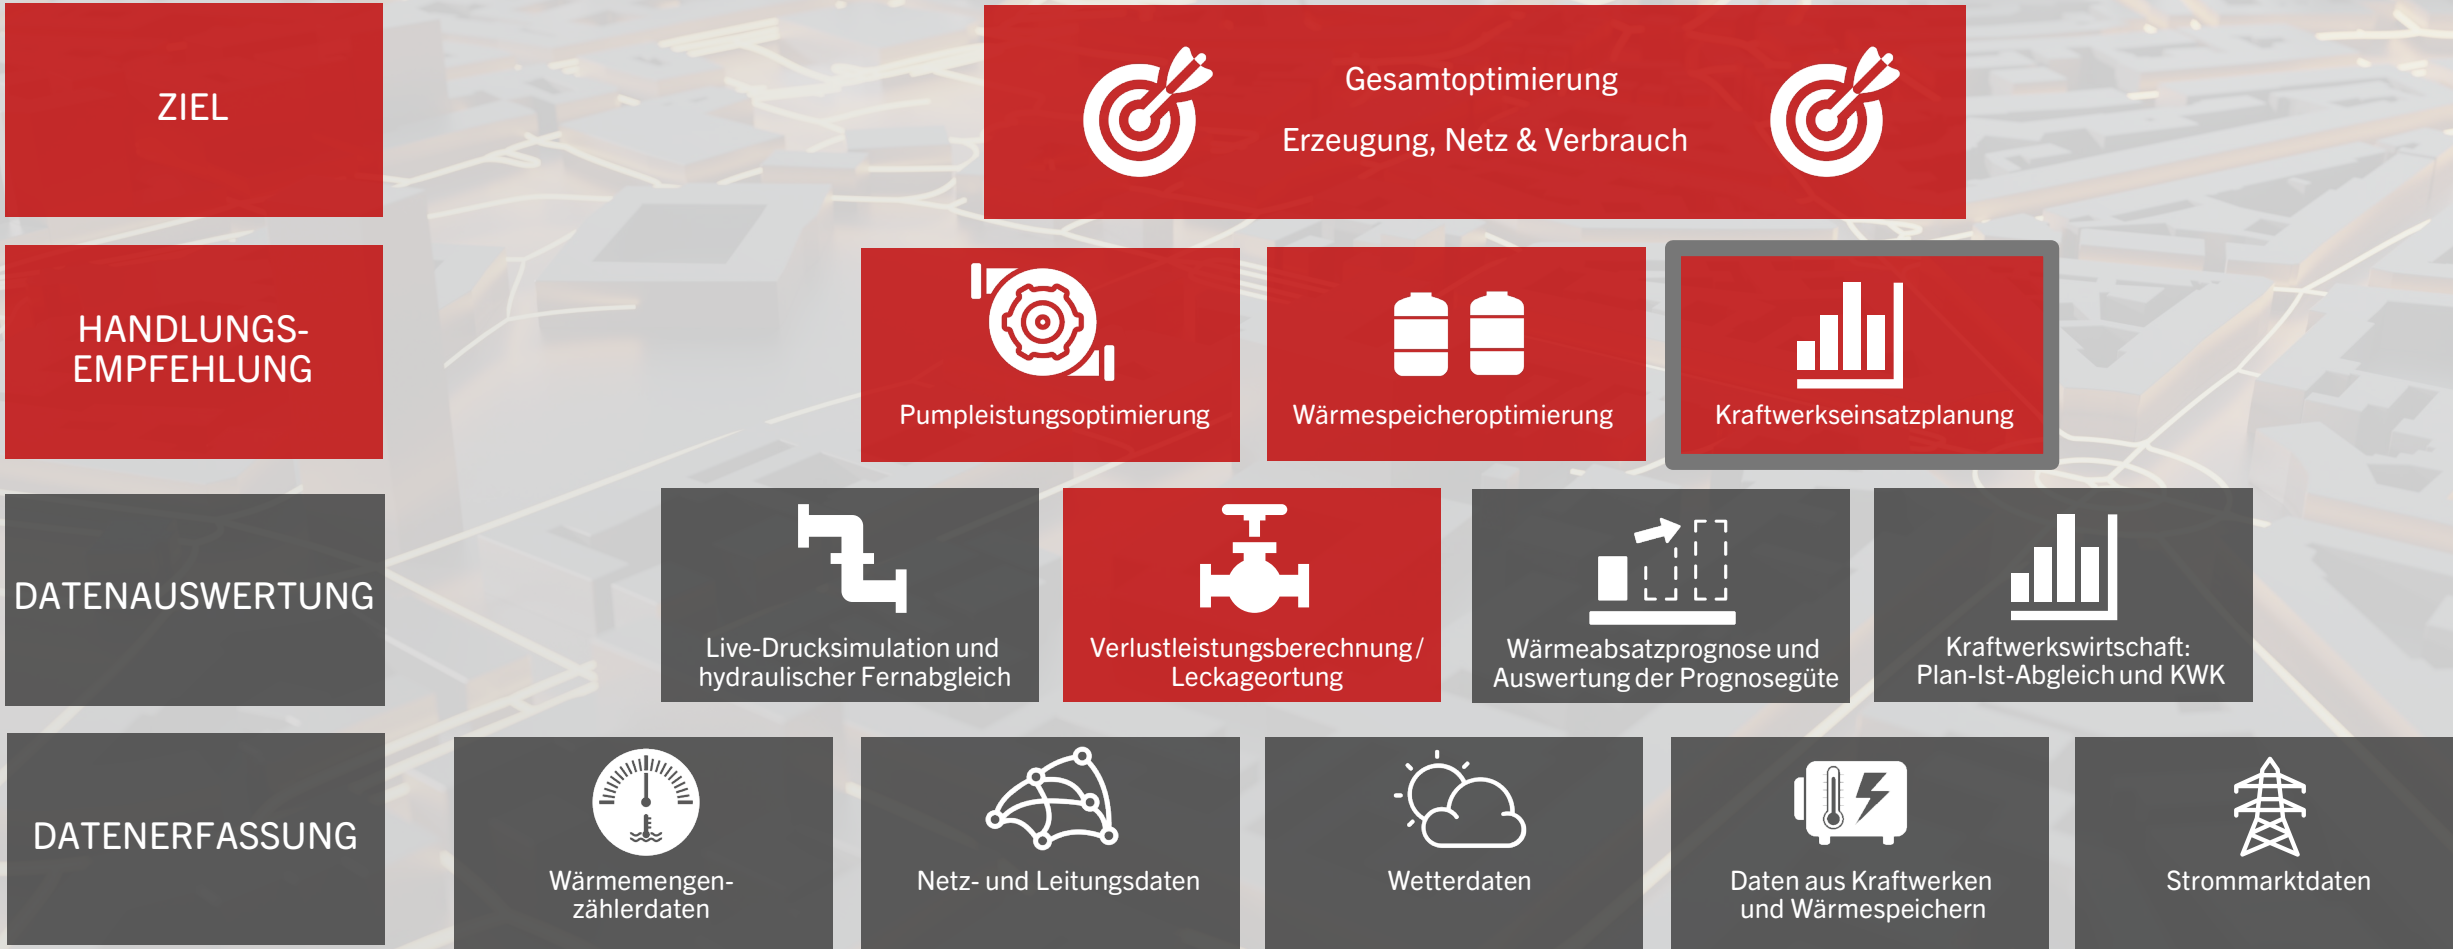 ZIEL
Gesamtoptimierung
Erzeugung, Netz & Verbrauch
HANDLUNGS-
EMPFEHLUNG
Pumpleistungsoptimierung
Wärmespeicheroptimierung
Kraftwerkseinsatzplanung
DATENAUSWERTUNG
Live-Drucksimulation und
hydraulischer Fernabgleich
Verlustleistungsberechnung/
Leckageortung
Wärmeabsatzprognose und
Auswertung der Prognosegüte
Kraftwerkswirtschaft:
Plan-Ist-Abgleich und KWK
DATENERFASSUNG
Wärmemengen-
zählerdaten
Netz- und Leitungsdaten
Wetterdaten
Daten aus Kraftwerken
und Wärmespeichern
Strommarktdaten